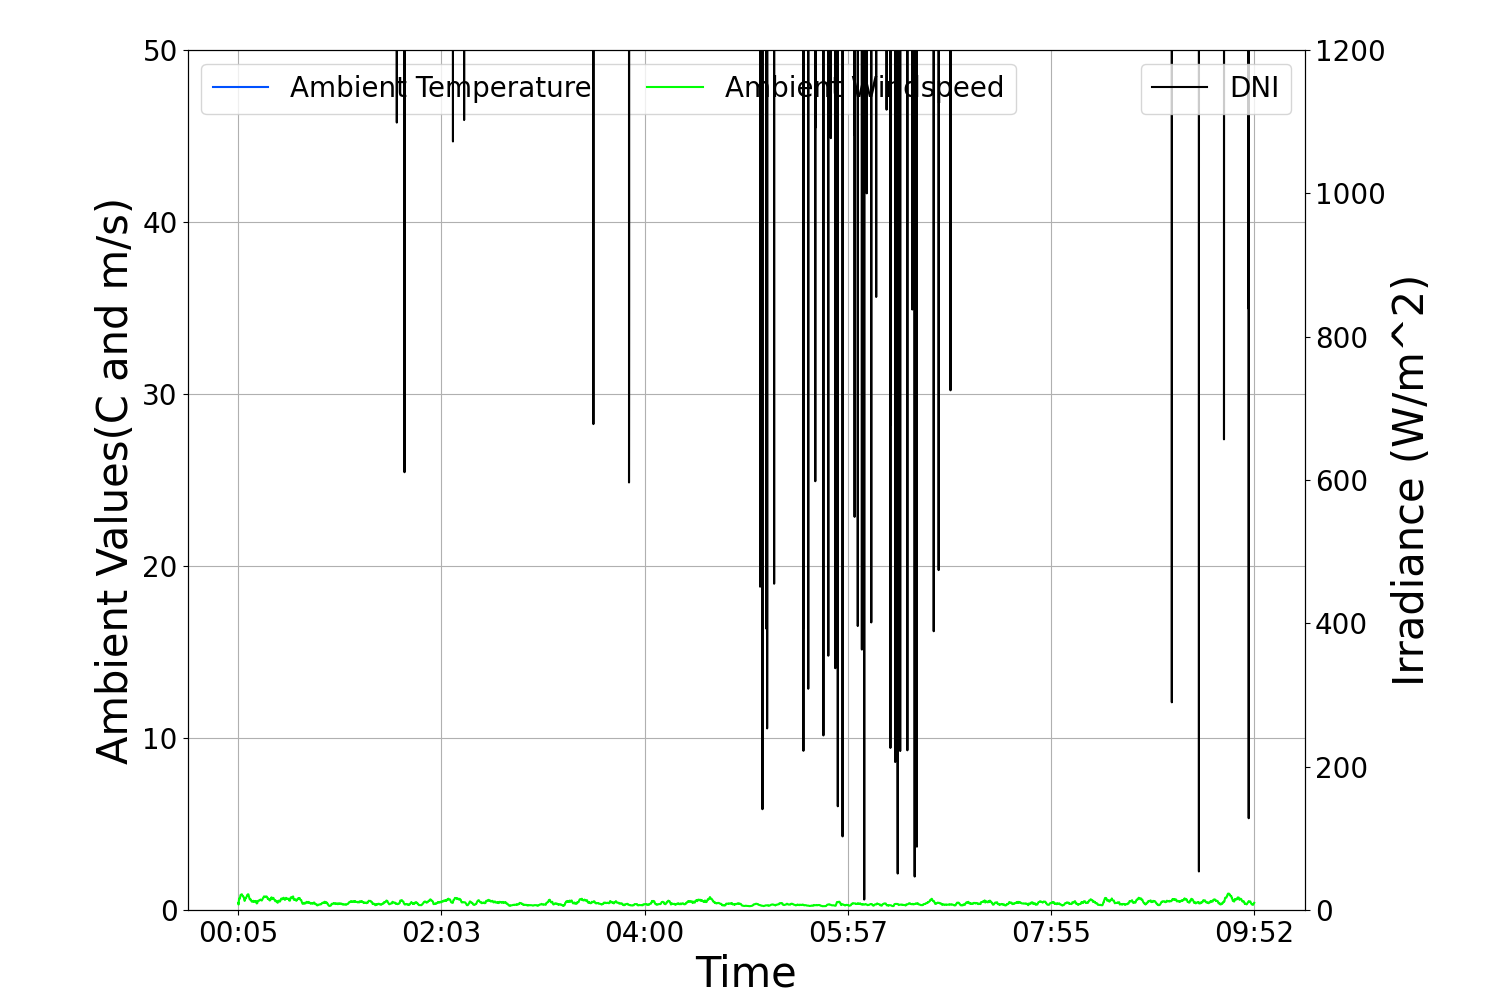 Ambient Temperature
Ambient Windspeed
DNI
Ambient Values(C and m/s)
50
40
30
20
10
0
1200
1000
800
600
400
200
0
Irradiance (W/m^2)
00:05 02:03 04:00 05:57 07:55 09:52
Time